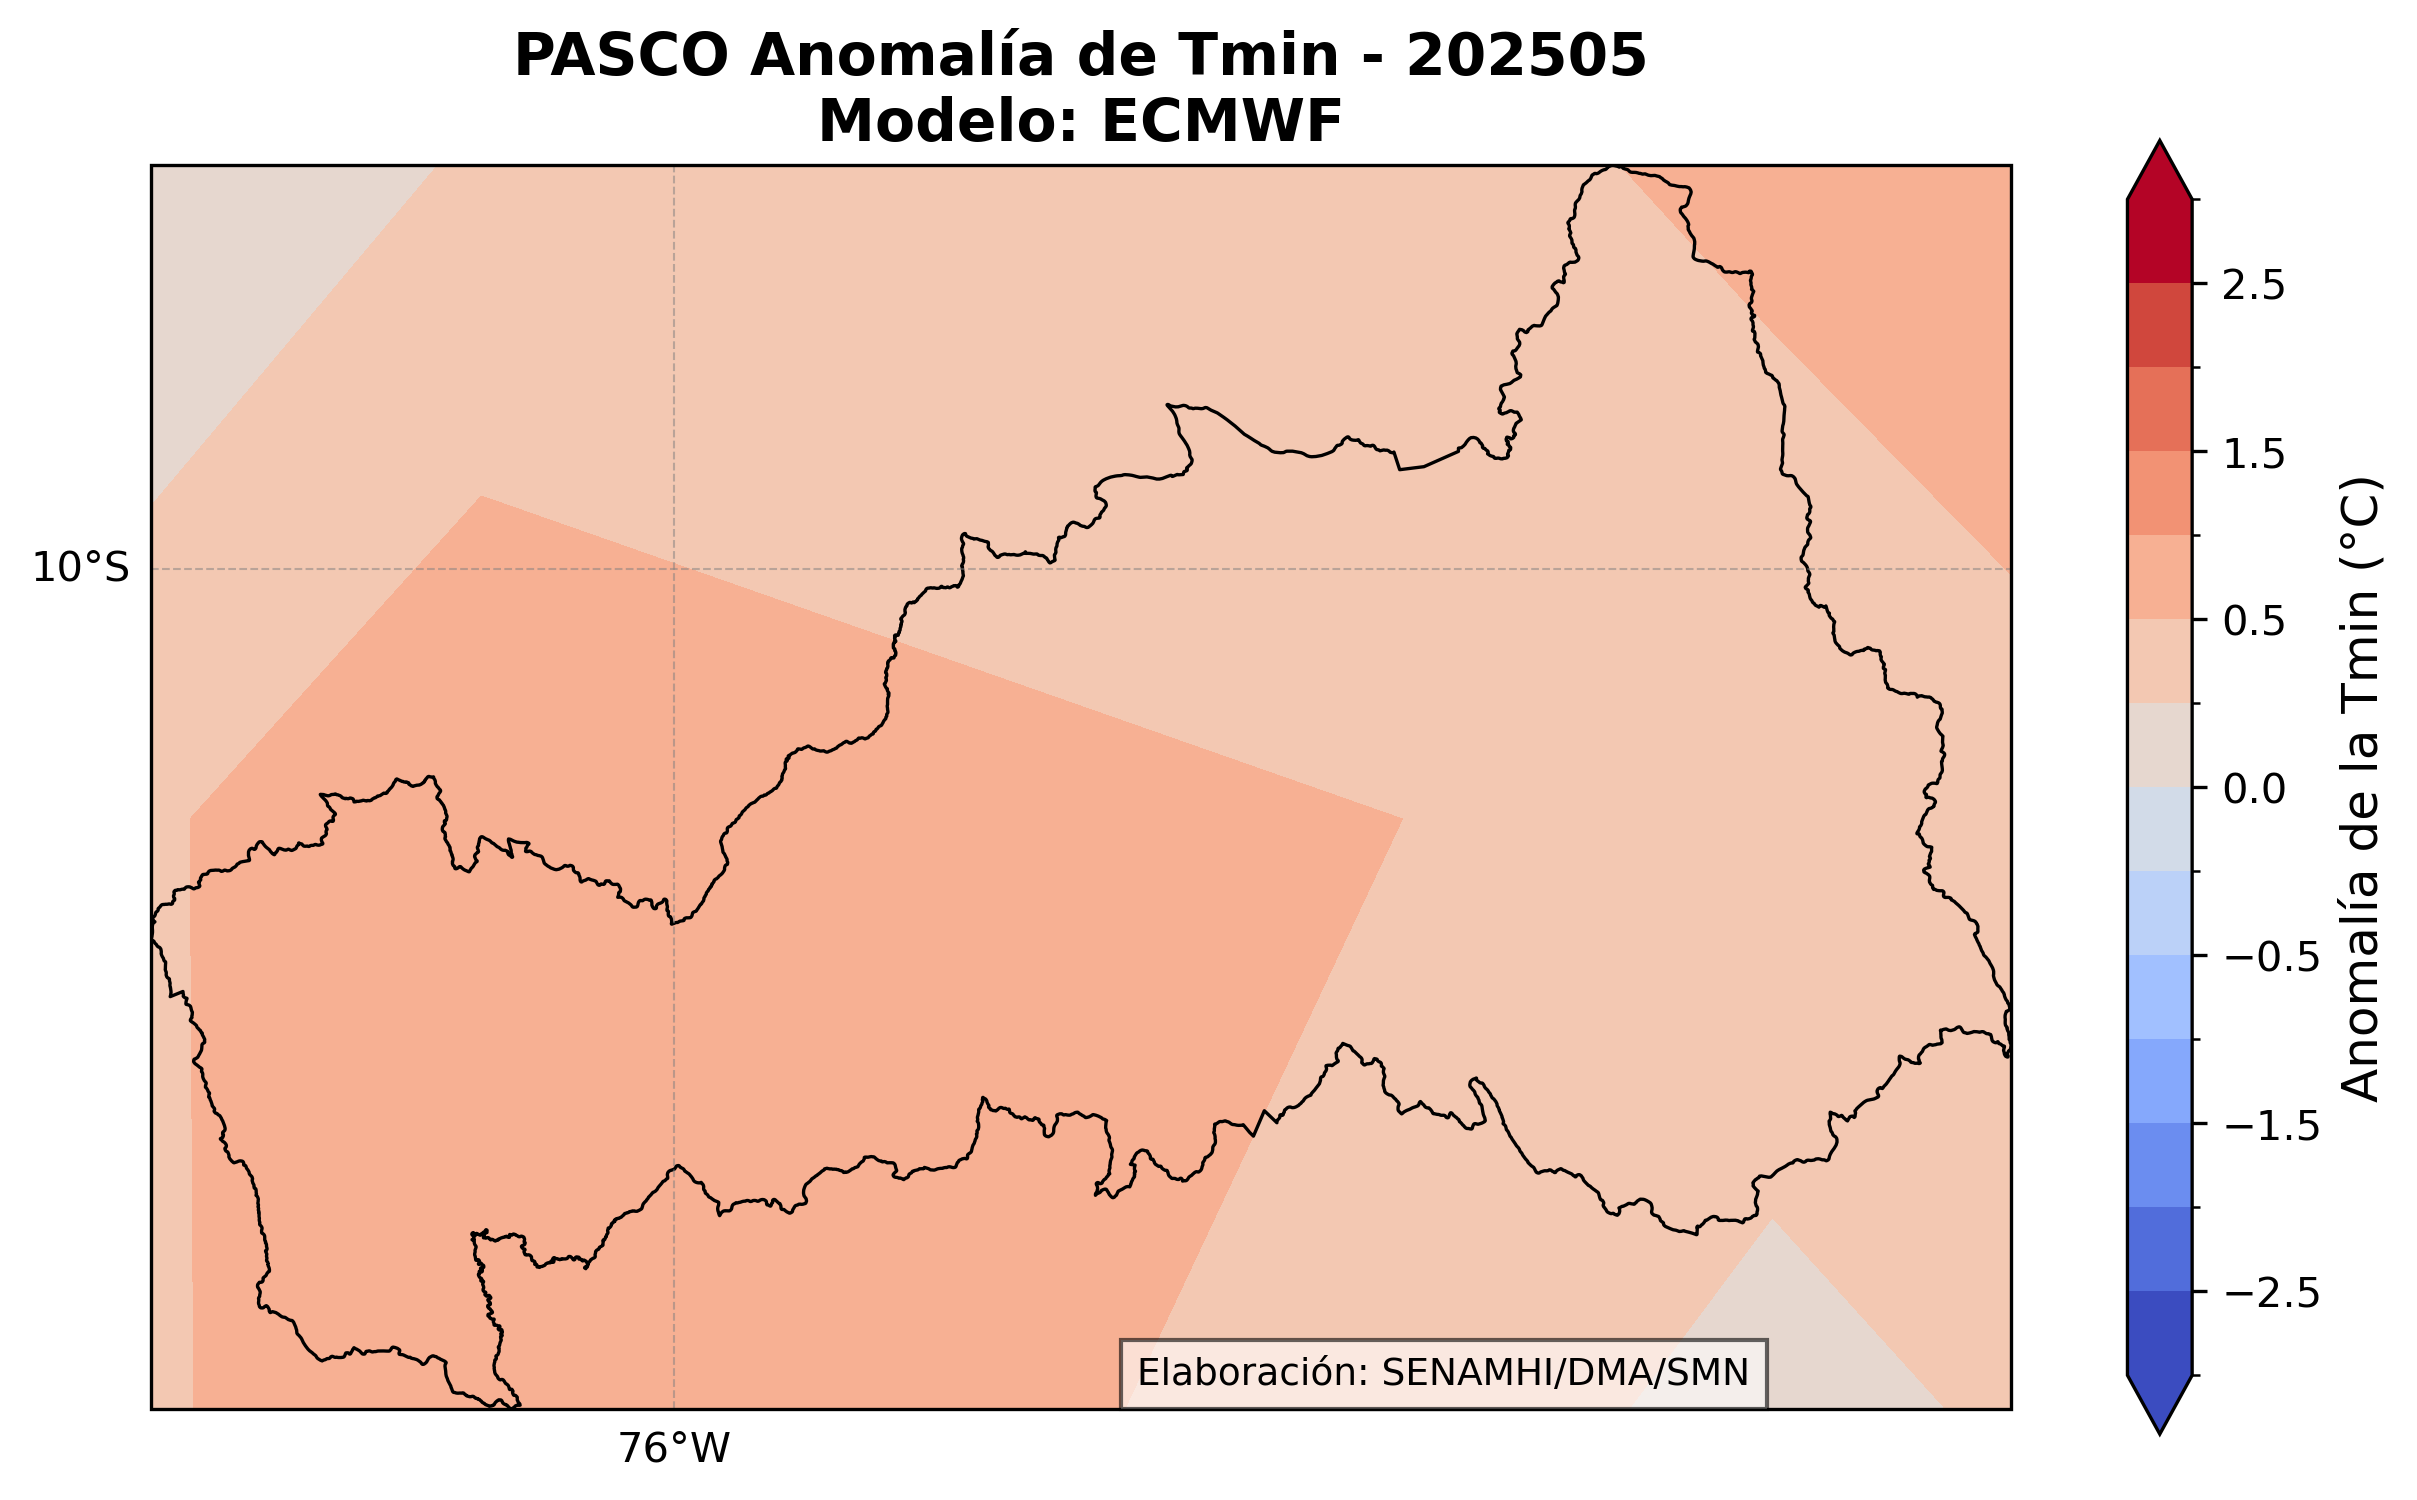 PASCO Anomalía de Tmin - 202505
Modelo: ECMWF
10°S
76°W
Elaboración: SENAMHI/DMA/SMN
2.5
1.5
0.5
0.0
−0.5
−1.5
−2.5
Anomalía de la Tmin (°C)